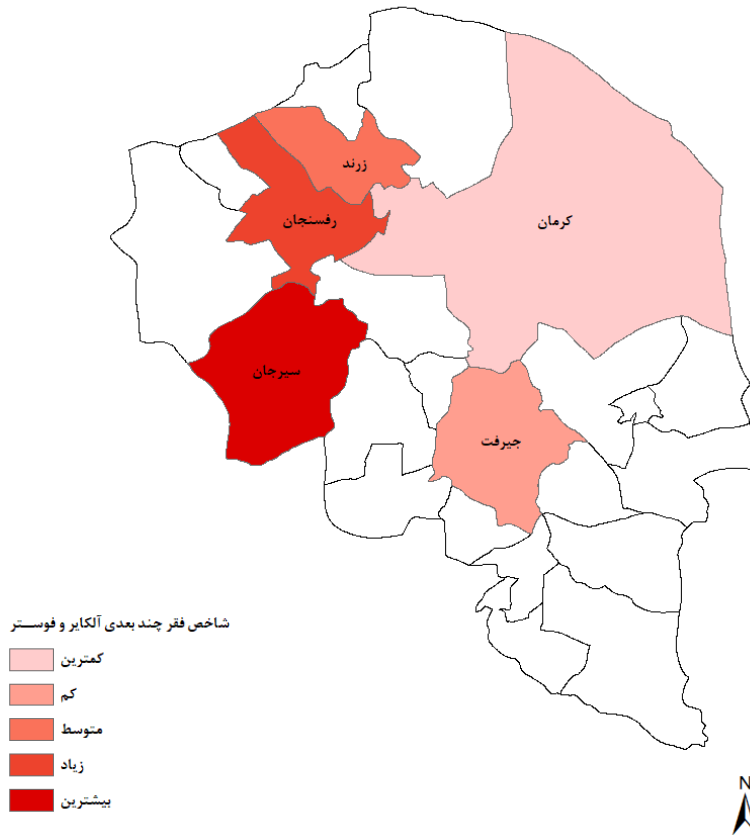 زرند
رفسنجان
کرمان
سیرجان
جیرفت
شاخص فقر چند بعدی آلکایر و فوستر
کمترین
کم
متوسط
زیاد
بیشترین
N